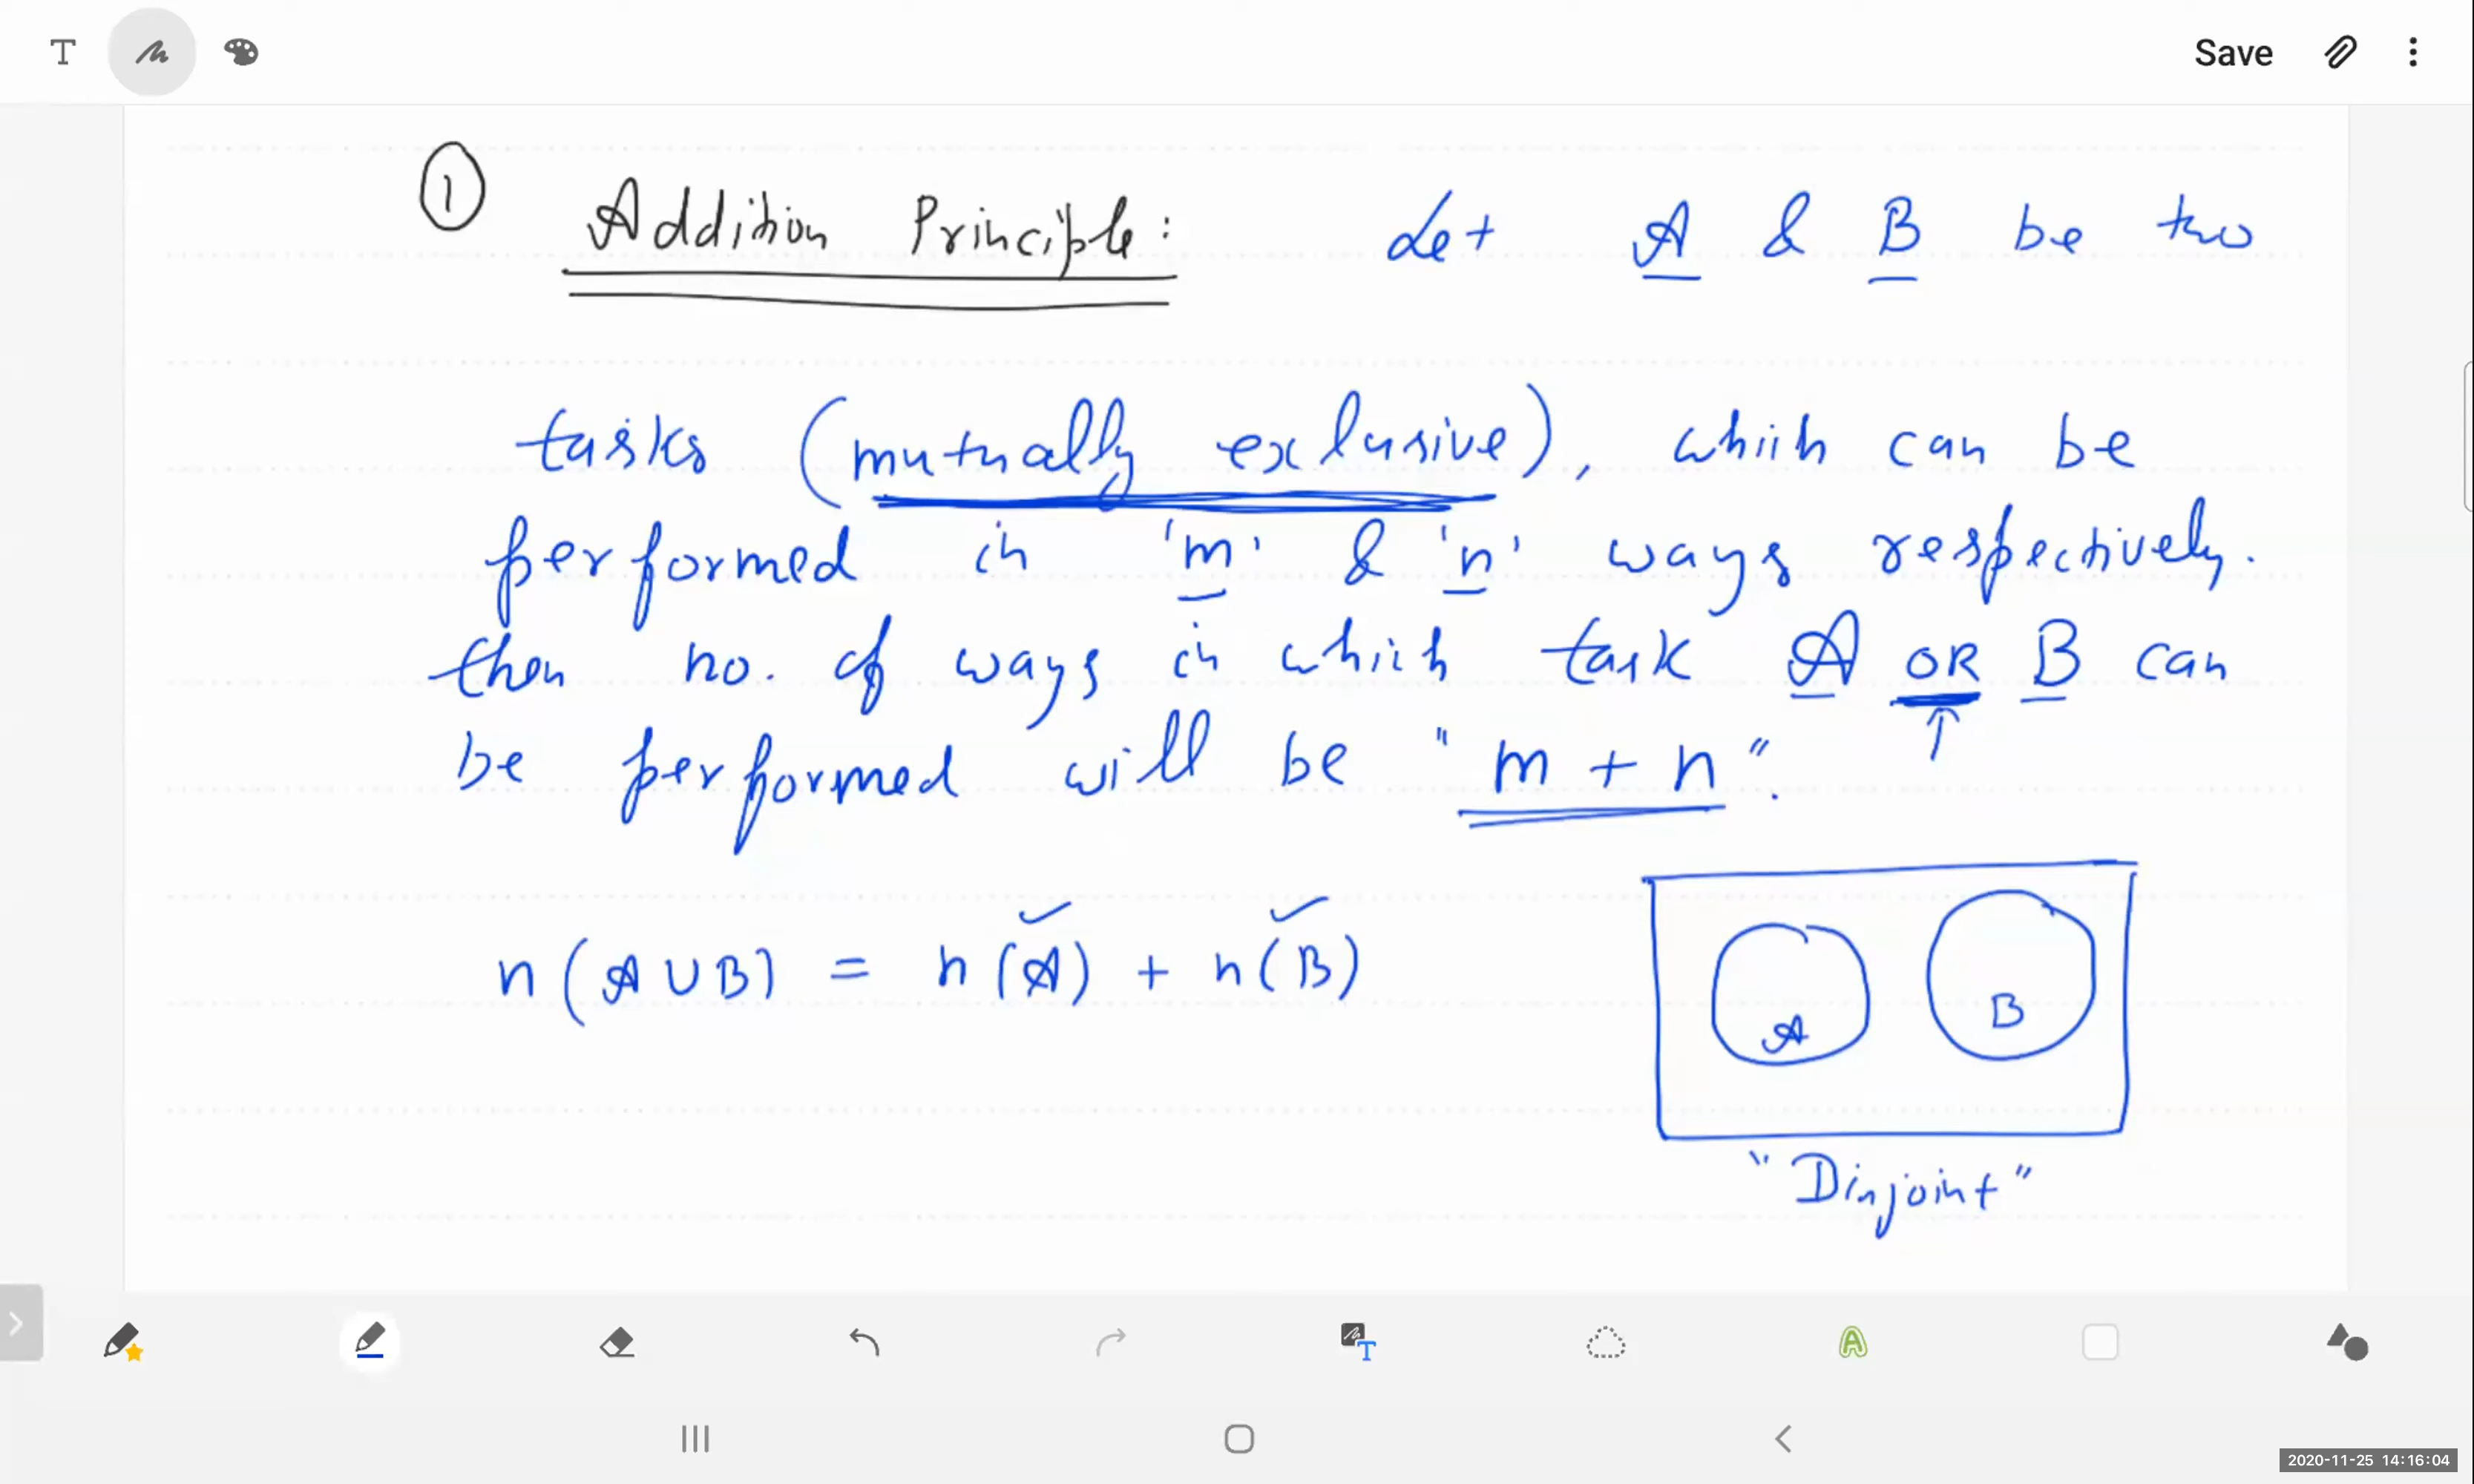 T
Save
① Addition Principle: Let A & B be two
tasks (mutually exclusive), which can be
performed in 'm' & 'n' ways respectively.
then no. of ways in which task A OR B can
be performed will be "m + n".
n(A∪B) = n(A) + n(B)
A B
"Disjoint"
T
A
2020-11-25 14:16:04